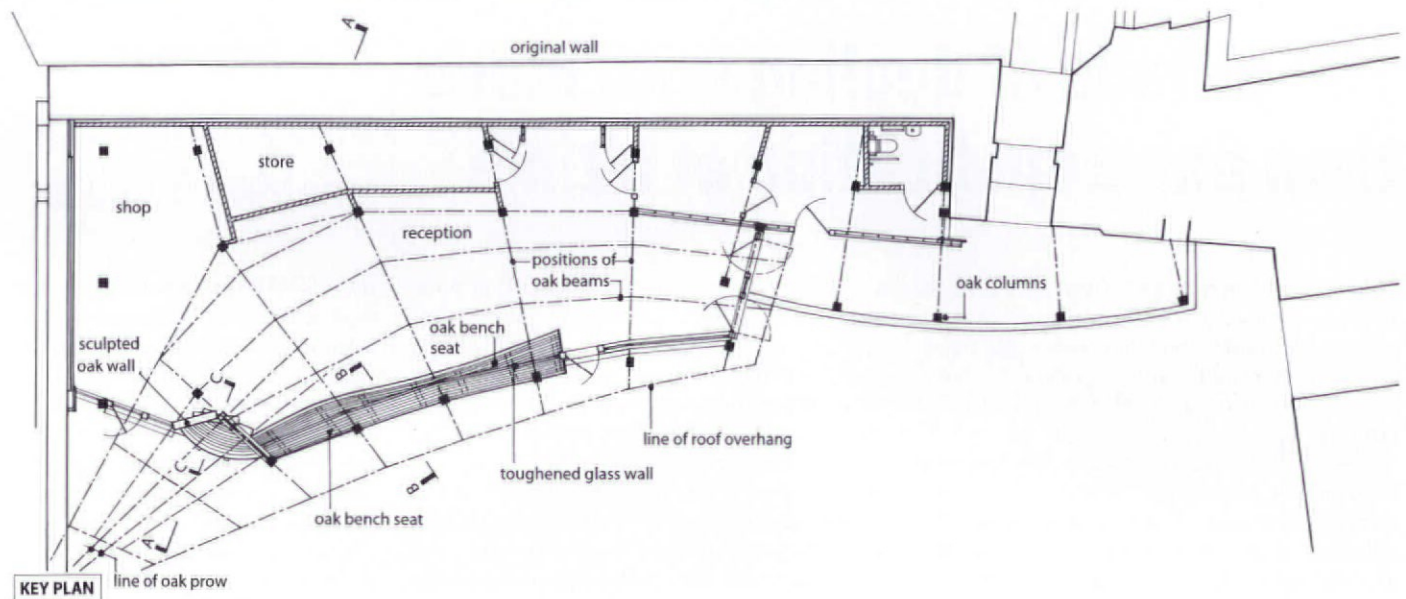 A
original wall
store
shop
reception
positions of
oak beams
oak columns
oak bench
seat
sculpted
oak wall
C
B
line of roof overhang
C
toughened glass wall
B
oak bench seat
A
line of oak prow
KEY PLAN